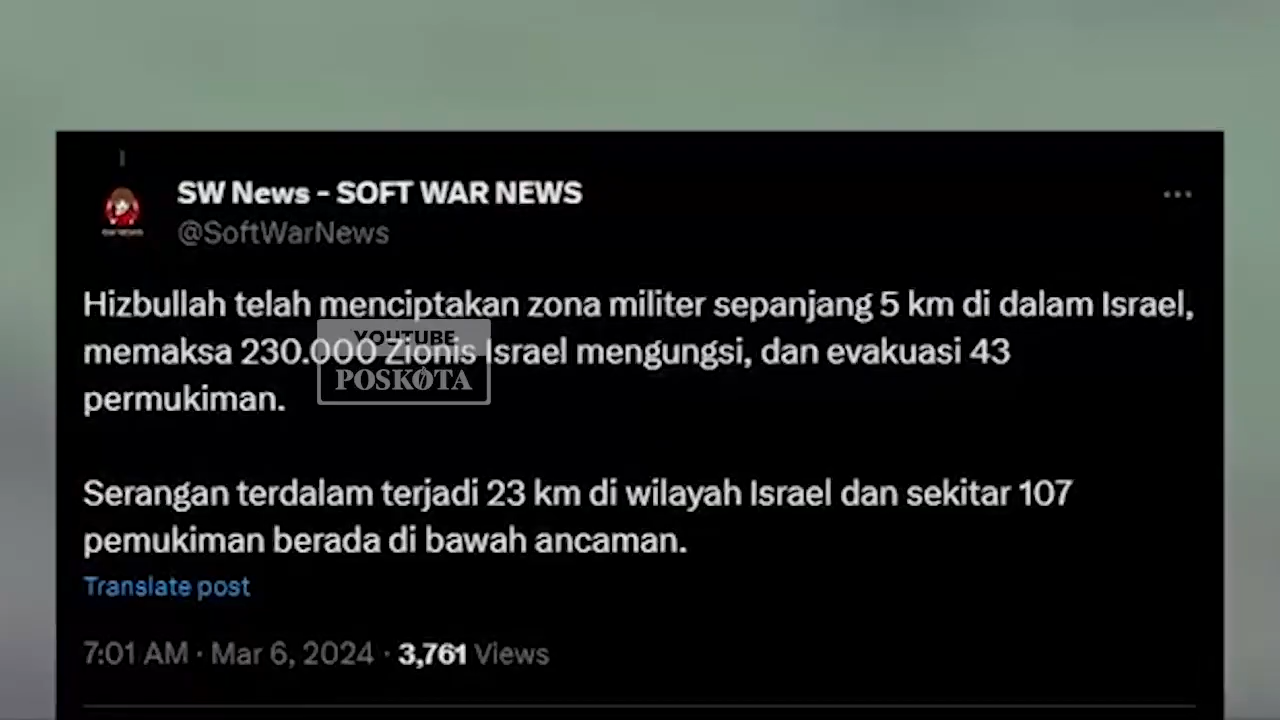 SW News - SOFT WAR NEWS
@SoftWarNews
Hizbullah telah menciptakan zona militer sepanjang 5 km di dalam Israel,
memaksa 230.000 Zionis Israel mengungsi, dan evakuasi 43
permukiman.
YOUTUBE
POSKOTA
Serangan terdalam terjadi 23 km di wilayah Israel dan sekitar 107
pemukiman berada di bawah ancaman.
Translate post
7:01 AM · Mar 6, 2024 · 3,761 Views